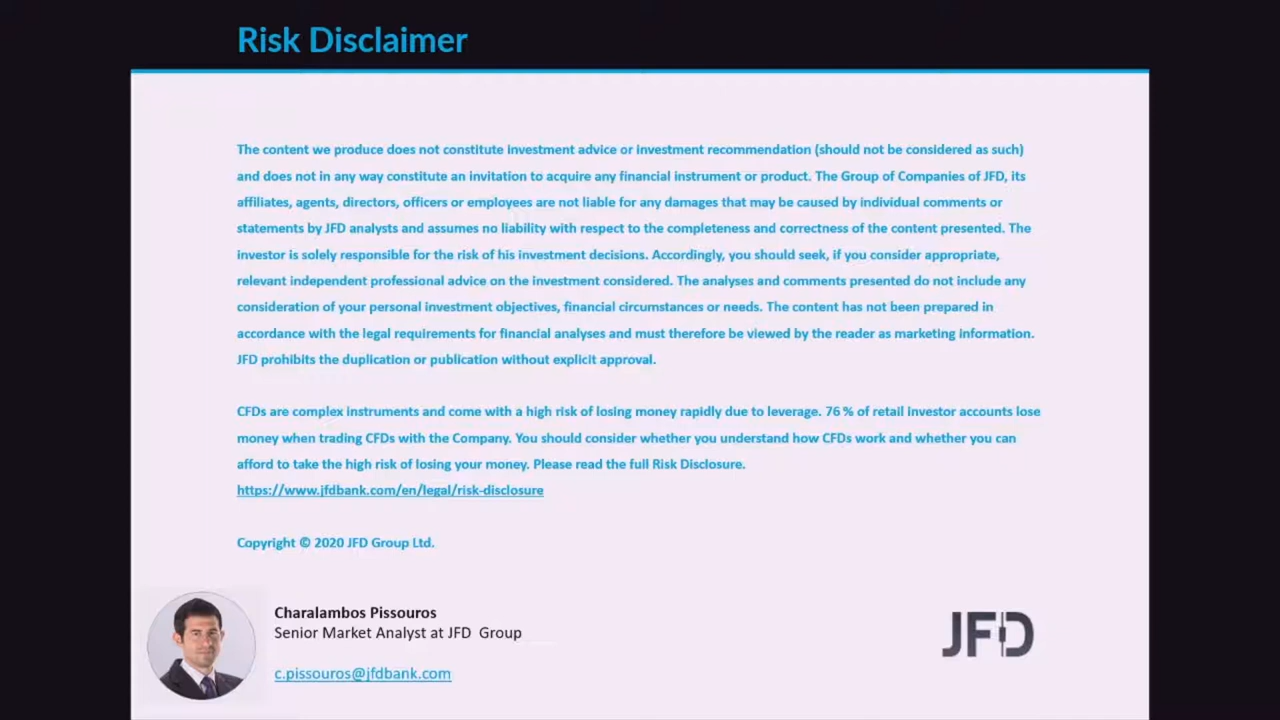 Risk Disclaimer
The content we produce does not constitute investment advice or investment recommendation (should not be considered as such)
and does not in any way constitute an invitation to acquire any financial instrument or product. The Group of Companies of JFD, its
affiliates, agents, directors, officers or employees are not liable for any damages that may be caused by individual comments or
statements by JFD analysts and assumes no liability with respect to the completeness and correctness of the content presented. The
investor is solely responsible for the risk of his investment decisions. Accordingly, you should seek, if you consider appropriate,
relevant independent professional advice on the investment considered. The analyses and comments presented do not include any
consideration of your personal investment objectives, financial circumstances or needs. The content has not been prepared in
accordance with the legal requirements for financial analyses and must therefore be viewed by the reader as marketing information.
JFD prohibits the duplication or publication without explicit approval.
CFDs are complex instruments and come with a high risk of losing money rapidly due to leverage. 76 % of retail investor accounts lose
money when trading CFDs with the Company. You should consider whether you understand how CFDs work and whether you can
afford to take the high risk of losing your money. Please read the full Risk Disclosure.
https://www.jfdbank.com/en/legal/risk-disclosure
Copyright © 2020 JFD Group Ltd.
Charalambos Pissouros
Senior Market Analyst at JFD Group
c.pissouros@jfdbank.com
JFD